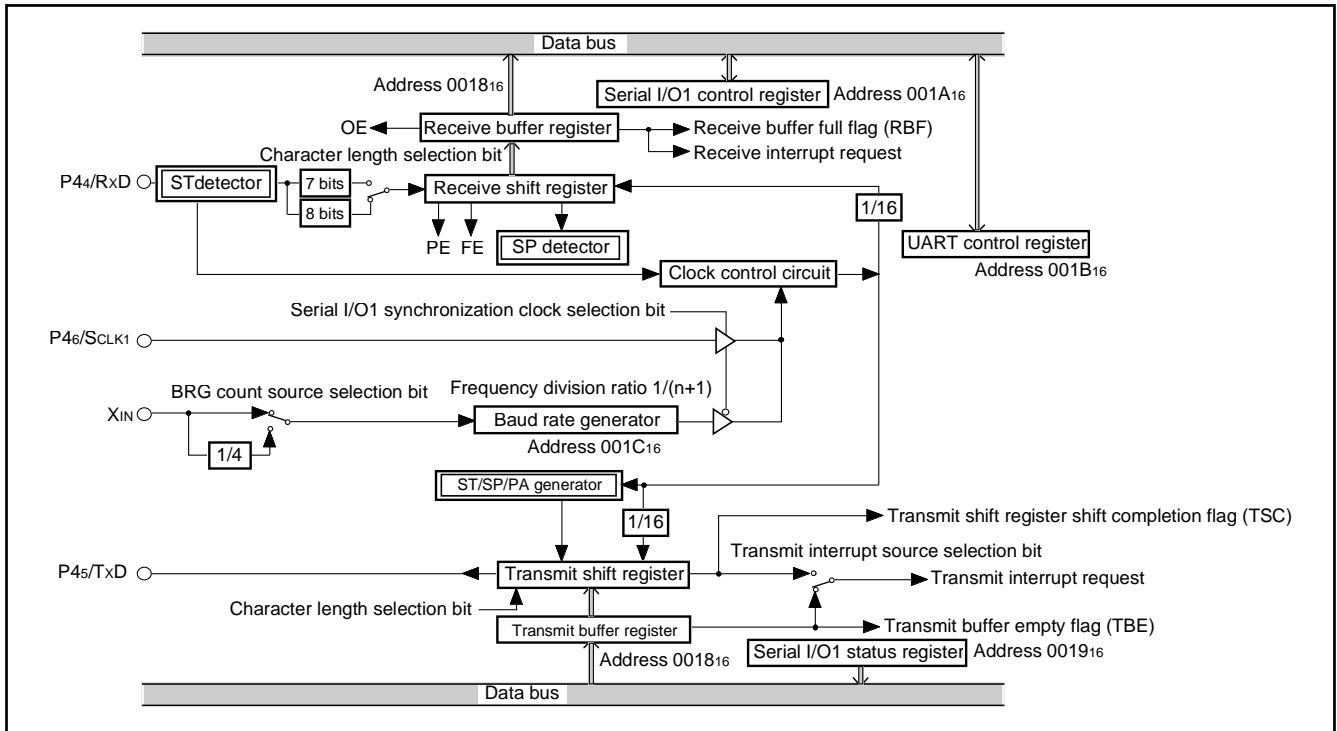 Data bus
Address 001816
Serial I/O1 control register
Address 001A16
OE
Receive buffer register
Receive buffer full flag (RBF)
Receive interrupt request
Character length selection bit
P44/RXD
STdetector
7 bits
8 bits
Receive shift register
1/16
PE
FE
SP detector
UART control register
Address 001B16
Clock control circuit
Serial I/O1 synchronization clock selection bit
P46/SCLK1
BRG count source selection bit
Frequency division ratio 1/(n+1)
XIN
Baud rate generator
1/4
Address 001C16
ST/SP/PA generator
1/16
Transmit shift register shift completion flag (TSC)
Transmit interrupt source selection bit
P45/TXD
Transmit shift register
Transmit interrupt request
Character length selection bit
Transmit buffer register
Transmit buffer empty flag (TBE)
Address 001816
Serial I/O1 status register
Address 001916
Data bus